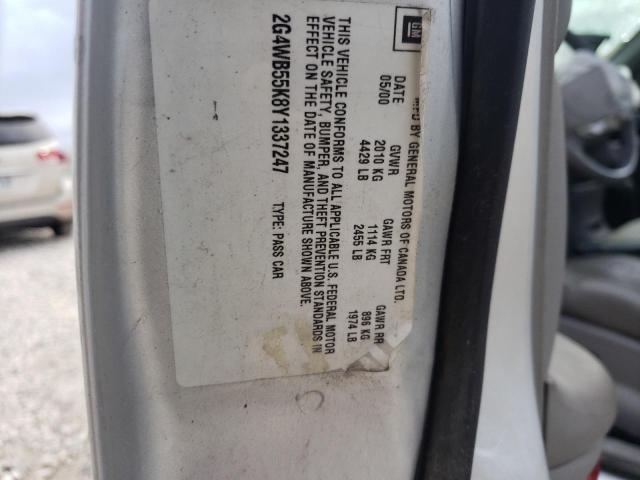 GM
MFD BY GENERAL MOTORS OF CANADA LTD.
DATE GVWR GAWR FRT GAWR RR
05/00 2010 KG 1114 KG 896 KG
4429 LB 2455 LB 1974 LB
THIS VEHICLE CONFORMS TO ALL APPLICABLE U.S. FEDERAL MOTOR
VEHICLE SAFETY, BUMPER, AND THEFT PREVENTION STANDARDS IN
EFFECT ON THE DATE OF MANUFACTURE SHOWN ABOVE.
2G4WB55K8Y1337247 TYPE: PASS CAR